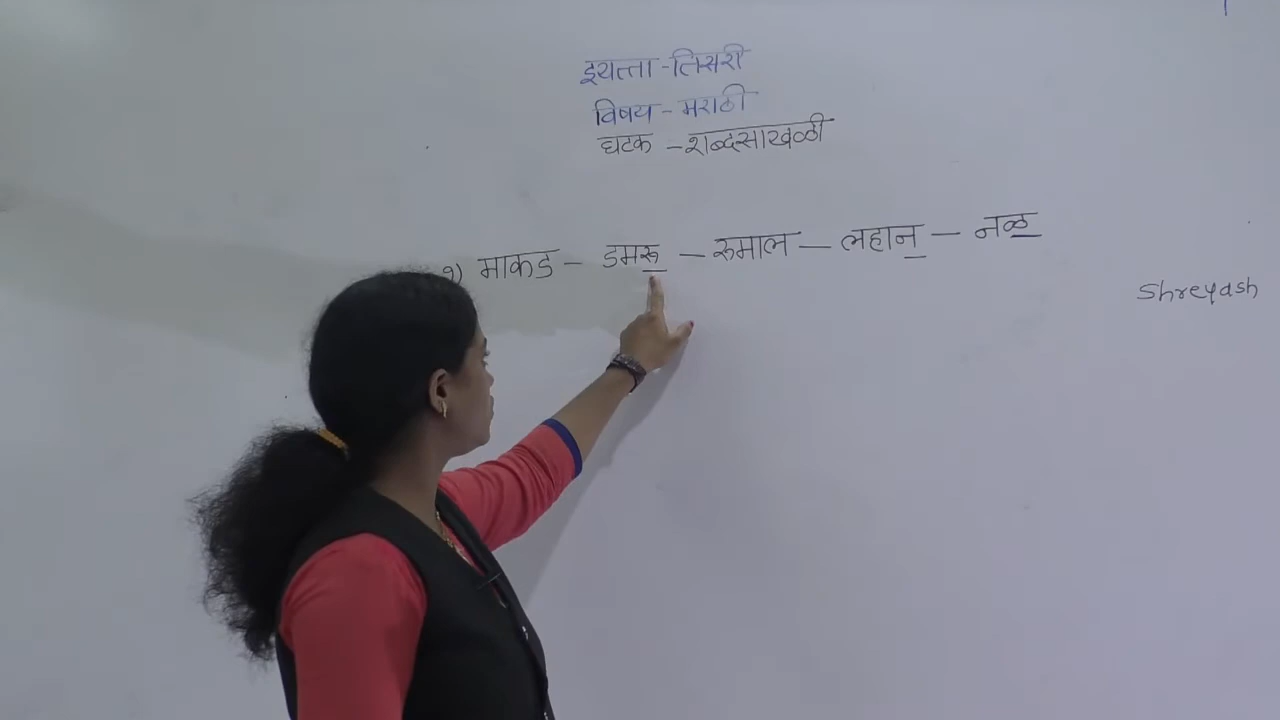 इयत्ता - तिसरी
विषय - मराठी
घटक - शब्दसाखळी
१) माकड - डमरू - रुमाल - लहान - नळ
Shreyash